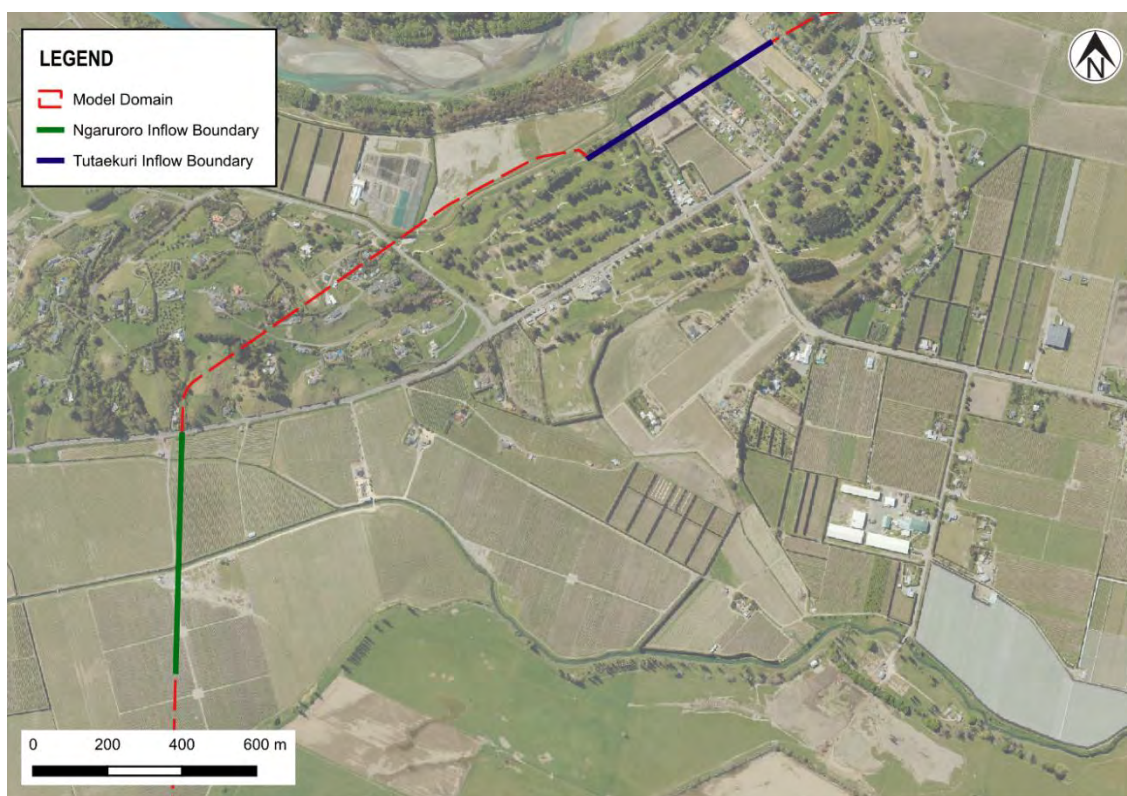 LEGEND
Model Domain
Ngaruroro Inflow Boundary
Tutaekuri Inflow Boundary
N
0 200 400 600 m